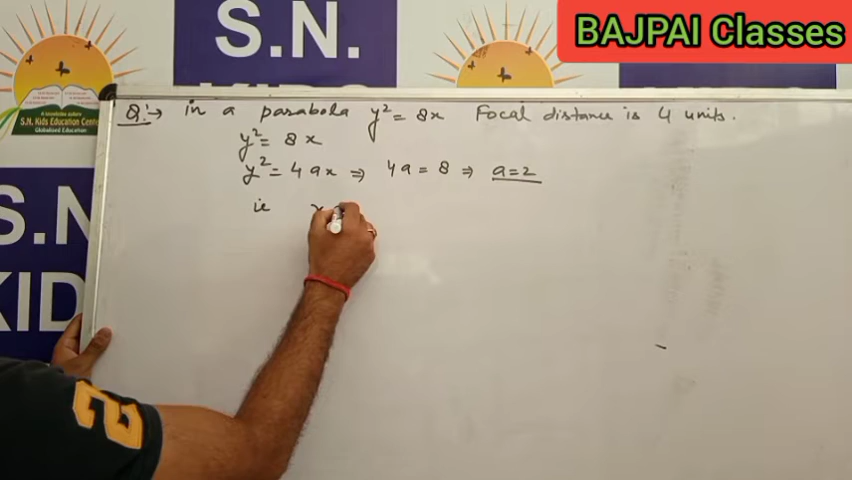 BAJPAI Classes
S.N.
S.N. Kids Education Centre
Globalised Education
Q:→ in a parabola y² = 8x Focal distance is 4 units.
y² = 8x
y² = 4ax ⇒ 4a = 8 ⇒ a=2
ie x
S.N
KID
2